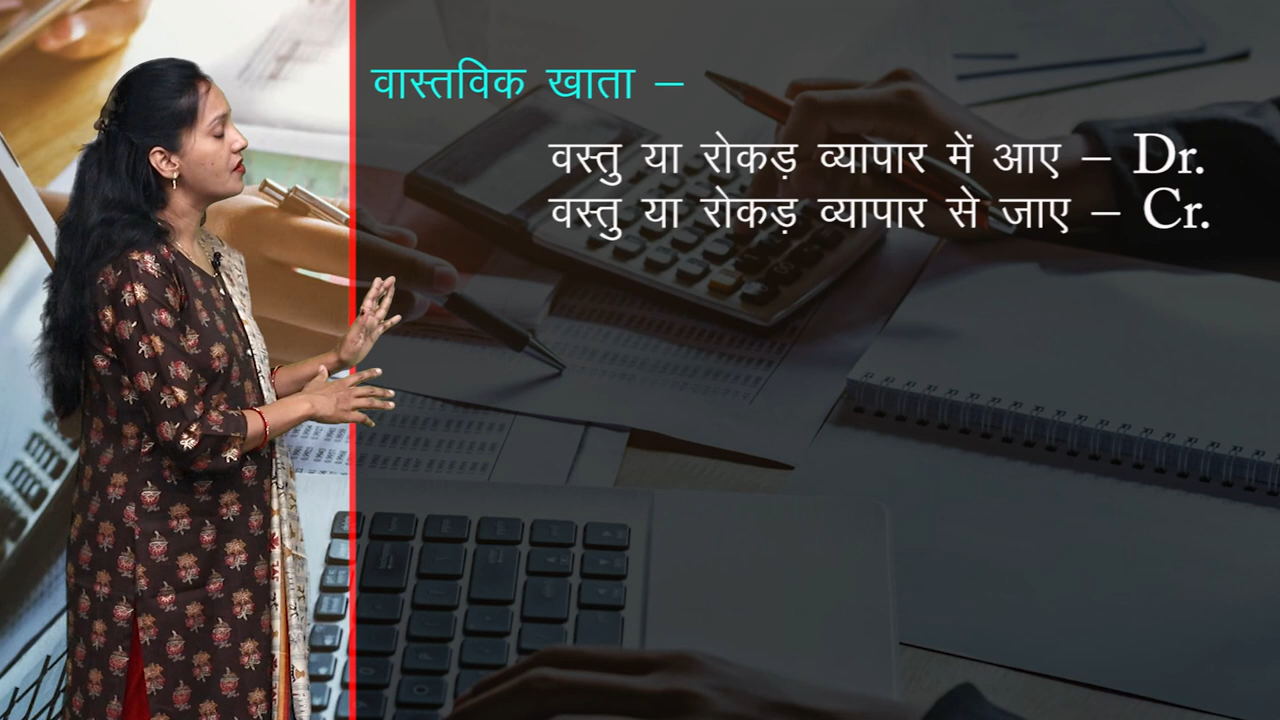 वास्तविक खाता –
वस्तु या रोकड़ व्यापार में आए – Dr.
वस्तु या रोकड़ व्यापार से जाए – Cr.